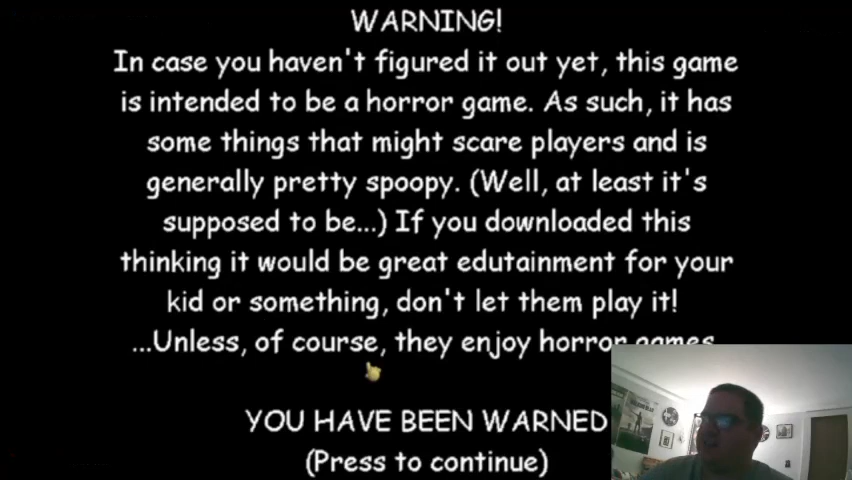 WARNING!
In case you haven't figured it out yet, this game
is intended to be a horror game. As such, it has
some things that might scare players and is
generally pretty spoopy. (Well, at least it's
supposed to be...) If you downloaded this
thinking it would be great edutainment for your
kid or something, don't let them play it!
...Unless, of course, they enjoy horror games
YOU HAVE BEEN WARNED
(Press to continue)